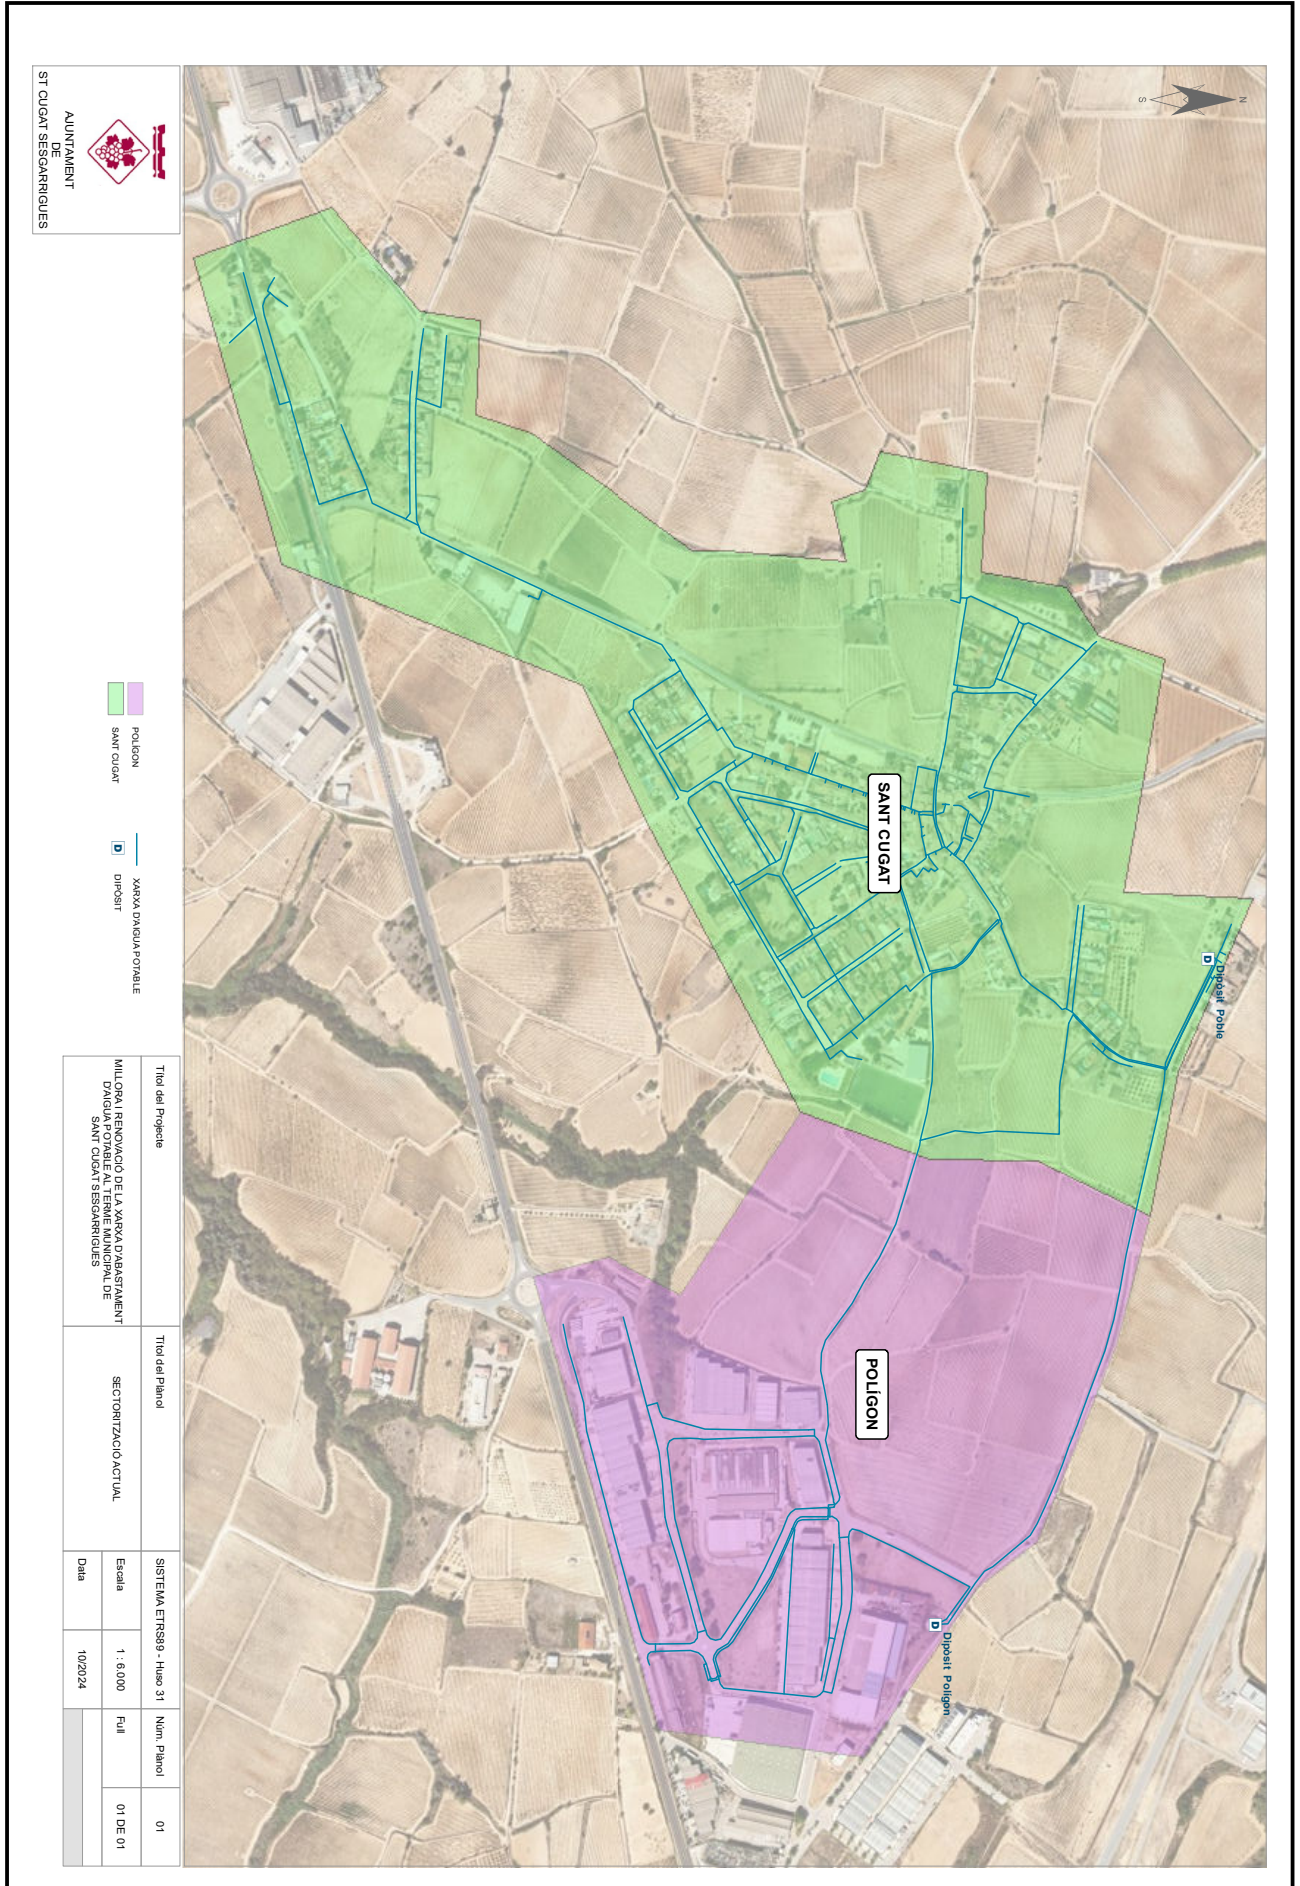 N
S
Dipòsit Poble
D
SANT CUGAT
POLÍGON
D
Dipòsit Polígon
AJUNTAMENT
DE
ST CUGAT SESGARRIGUES
POLÍGON
SANT CUGAT
XARXA D'AIGUA POTABLE
D
DIPÒSIT
Títol del Projecte
MILLORA I RENOVACIÓ DE LA XARXA D'ABASTAMENT
D'AIGUA POTABLE AL TERME MUNICIPAL DE
SANT CUGAT SESGARRIGUES
Títol del Plànol
SECTORITZACIÓ ACTUAL
SISTEMA ETRS89 - Huso 31
Núm. Plànol
01
Escala
1 : 6.000
Full
01 DE 01
Data
10/2024